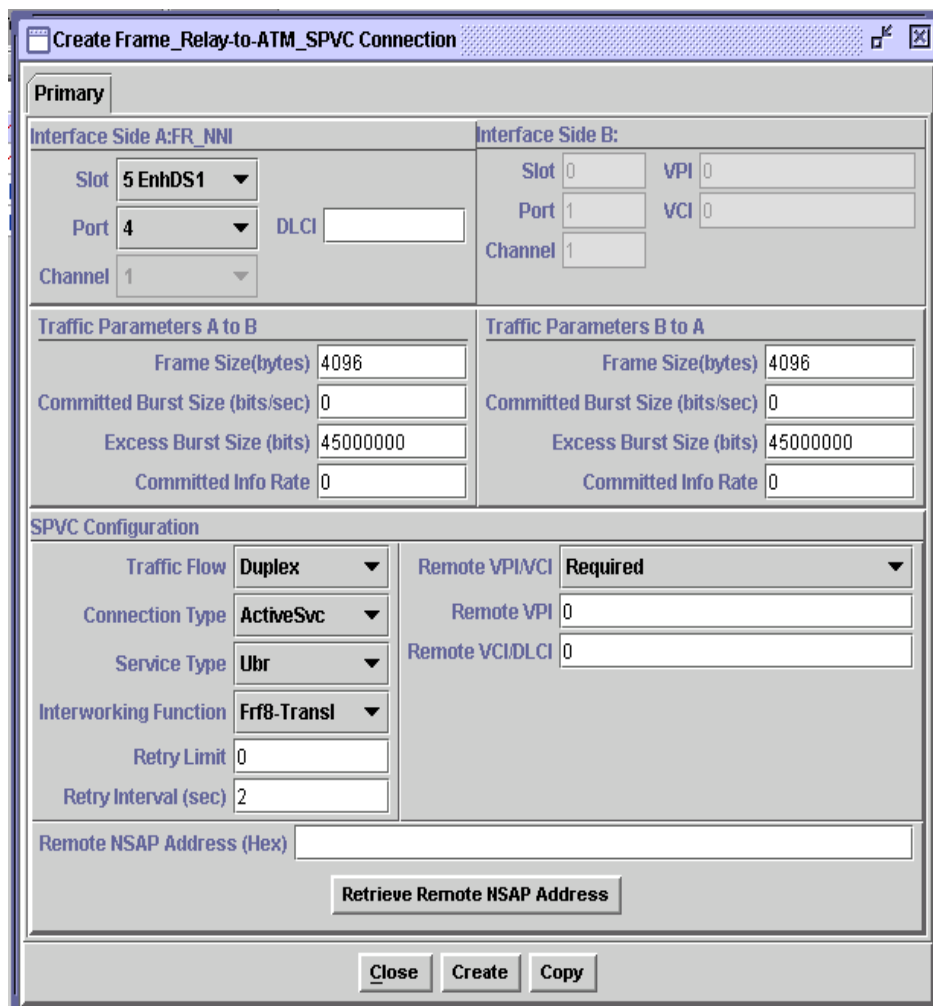 Create Frame_Relay-to-ATM_SPVC Connection
Primary
Interface Side A:FR_NNI
Slot 5 EnhDS1
Port 4 DLCI
Channel 1
Interface Side B:
Slot 0 VPI 0
Port 1 VCI 0
Channel 1
Traffic Parameters A to B
Frame Size(bytes) 4096
Committed Burst Size (bits/sec) 0
Excess Burst Size (bits) 45000000
Committed Info Rate 0
Traffic Parameters B to A
Frame Size(bytes) 4096
Committed Burst Size (bits/sec) 0
Excess Burst Size (bits) 45000000
Committed Info Rate 0
SPVC Configuration
Traffic Flow Duplex
Connection Type ActiveSvc
Service Type Ubr
Interworking Function Frf8-Transl
Retry Limit 0
Retry Interval (sec) 2
Remote VPI/VCI Required
Remote VPI 0
Remote VCI/DLCI 0
Remote NSAP Address (Hex)
Retrieve Remote NSAP Address
Close Create Copy